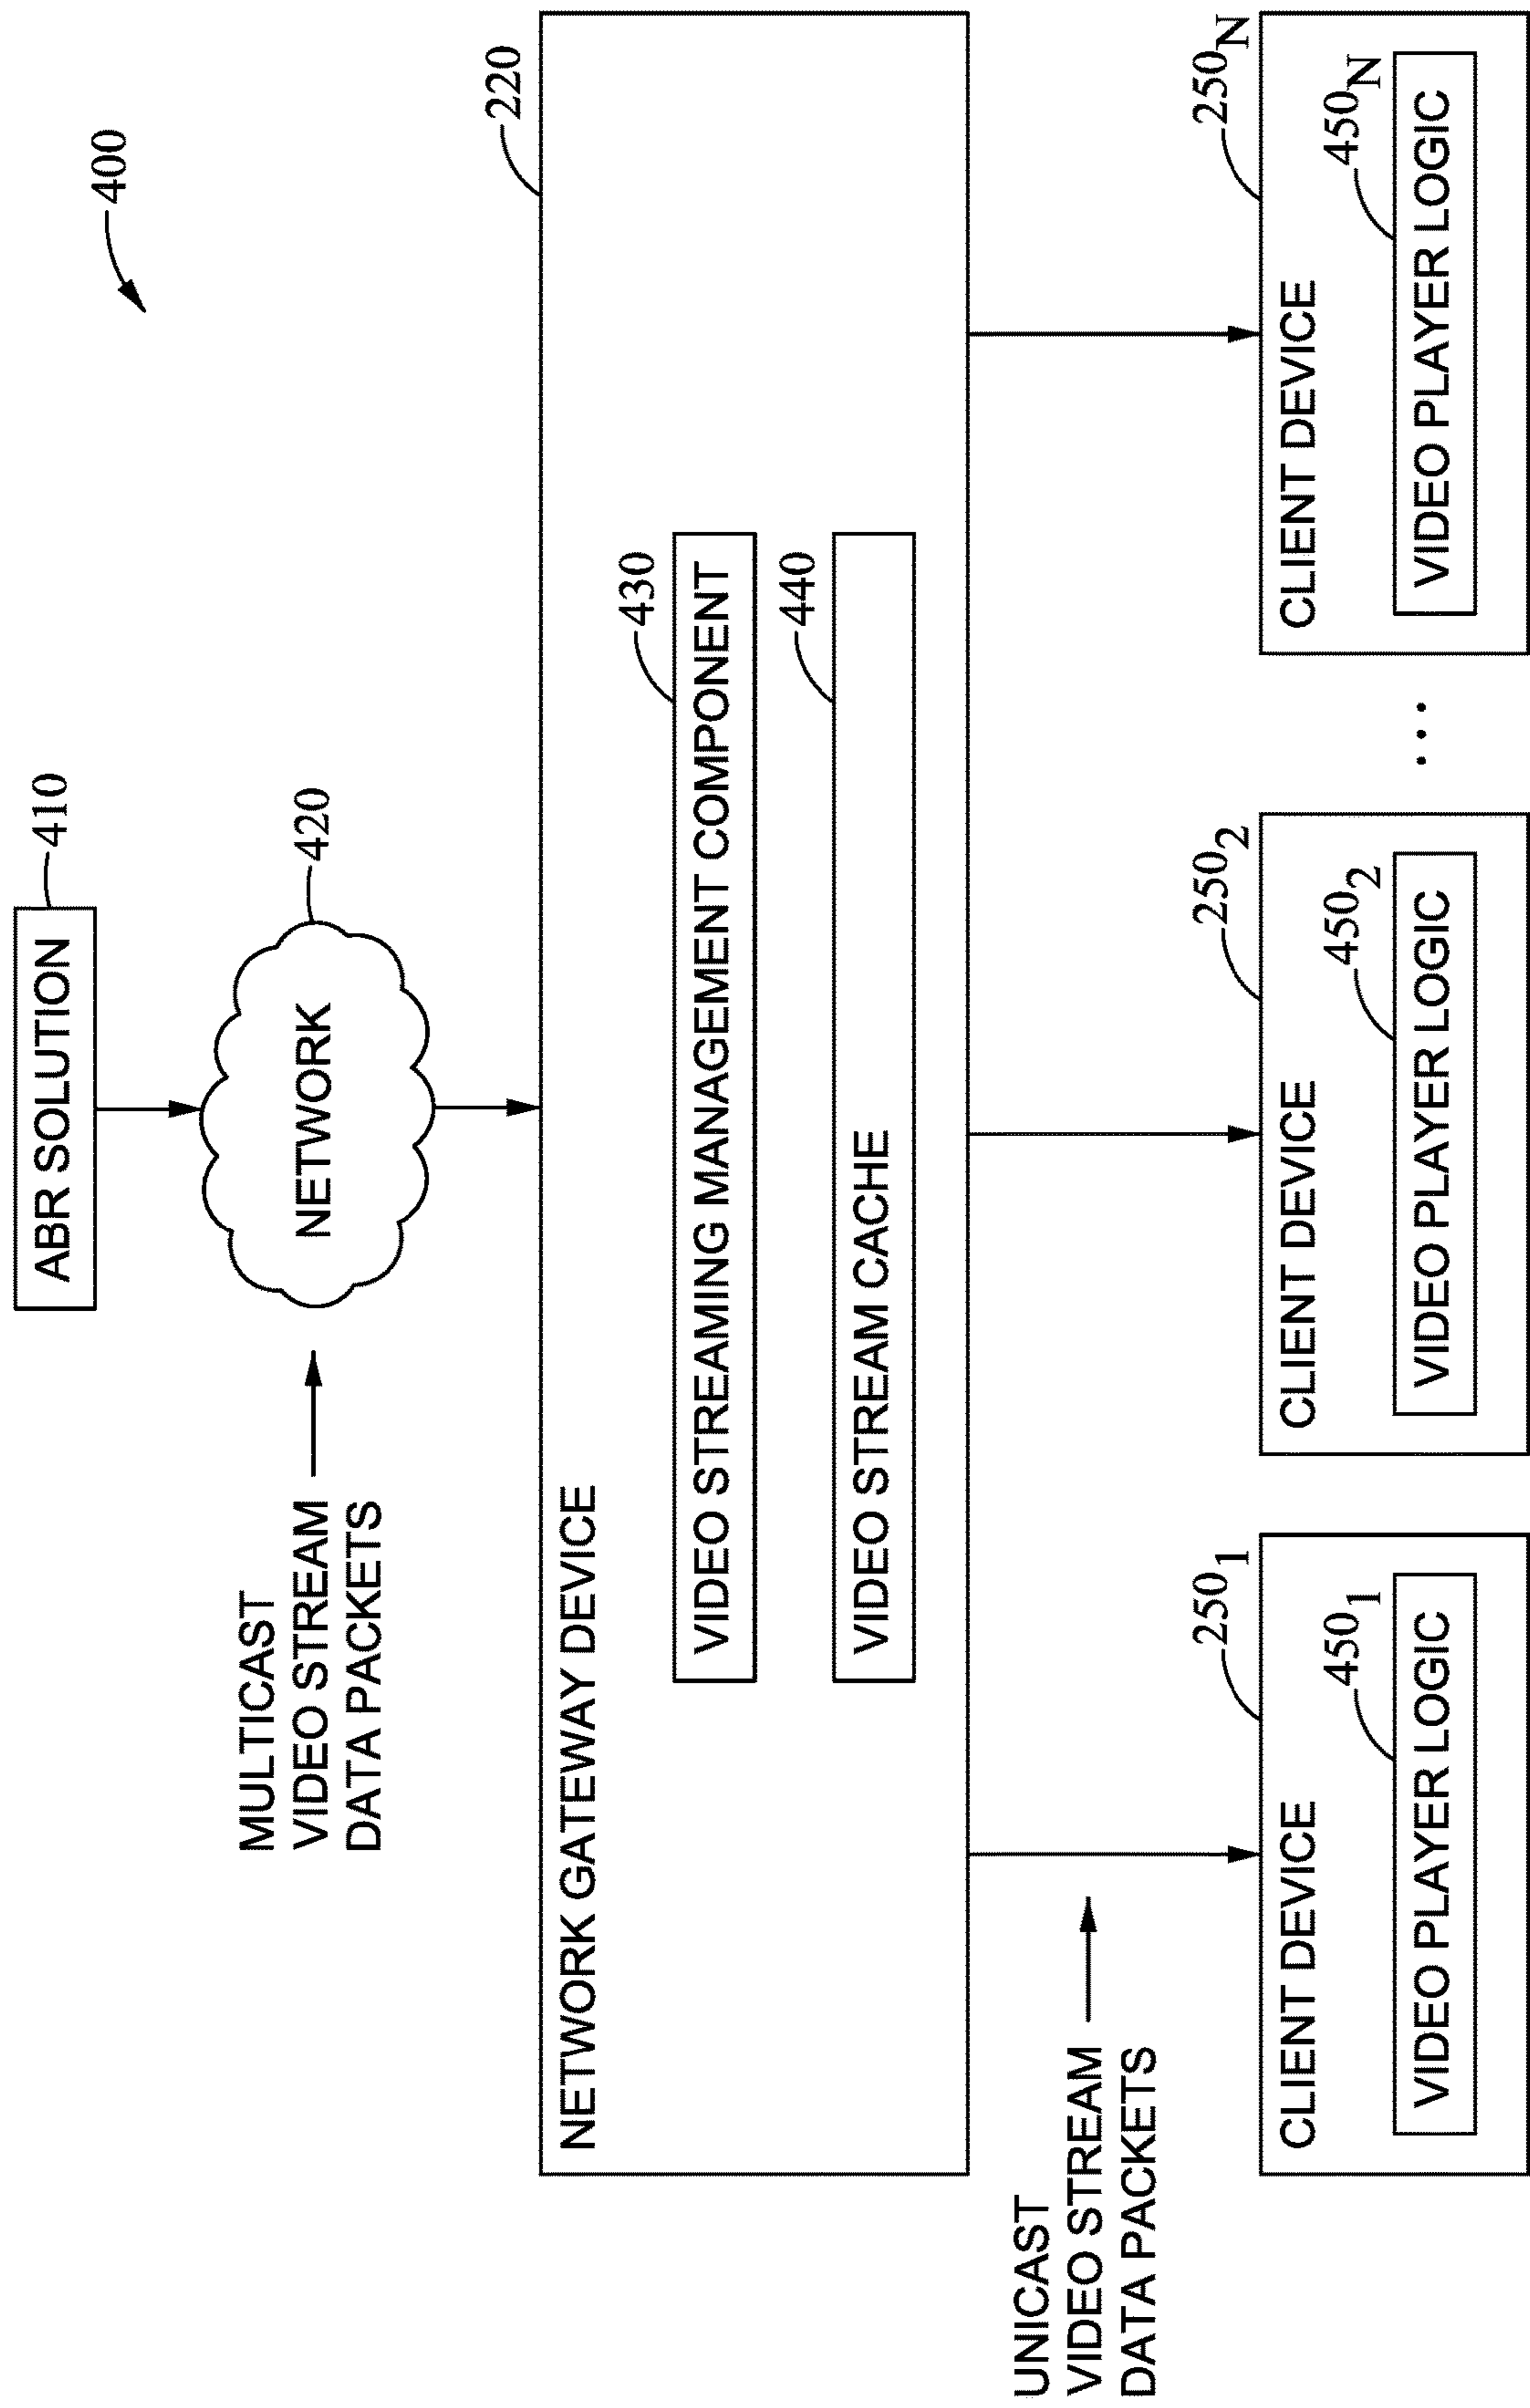 400
ABR SOLUTION
410
NETWORK
420
MULTICAST
VIDEO STREAM
DATA PACKETS
220
NETWORK GATEWAY DEVICE
430
VIDEO STREAMING MANAGEMENT COMPONENT
440
VIDEO STREAM CACHE
UNICAST
VIDEO STREAM
DATA PACKETS
250₁
CLIENT DEVICE
450₁
VIDEO PLAYER LOGIC
250₂
CLIENT DEVICE
450₂
VIDEO PLAYER LOGIC
...
250N
CLIENT DEVICE
450N
VIDEO PLAYER LOGIC